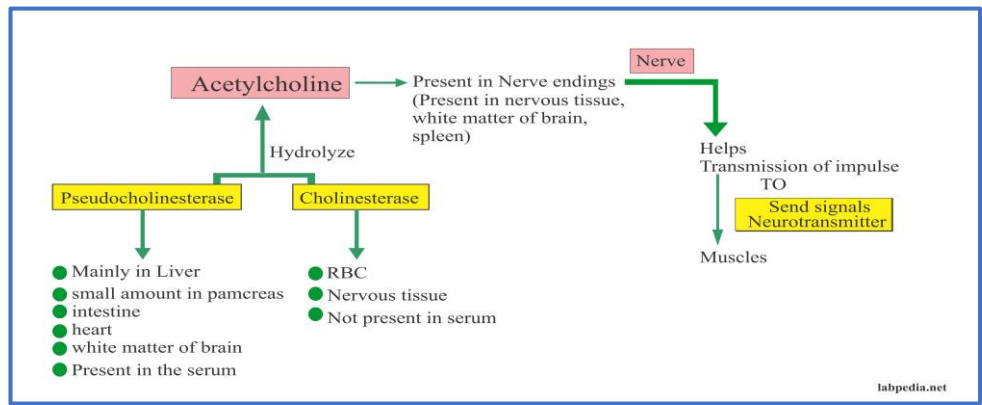 Acetylcholine
Present in Nerve endings
(Present in nervous tissue,
white matter of brain,
spleen)
Nerve
Helps
Transmission of impulse
TO
Send signals
Neurotransmitter
Muscles
Hydrolyze
Pseudocholinesterase
Cholinesterase
Mainly in Liver
small amount in pamcreas
intestine
heart
white matter of brain
Present in the serum
RBC
Nervous tissue
Not present in serum
labpedia.net